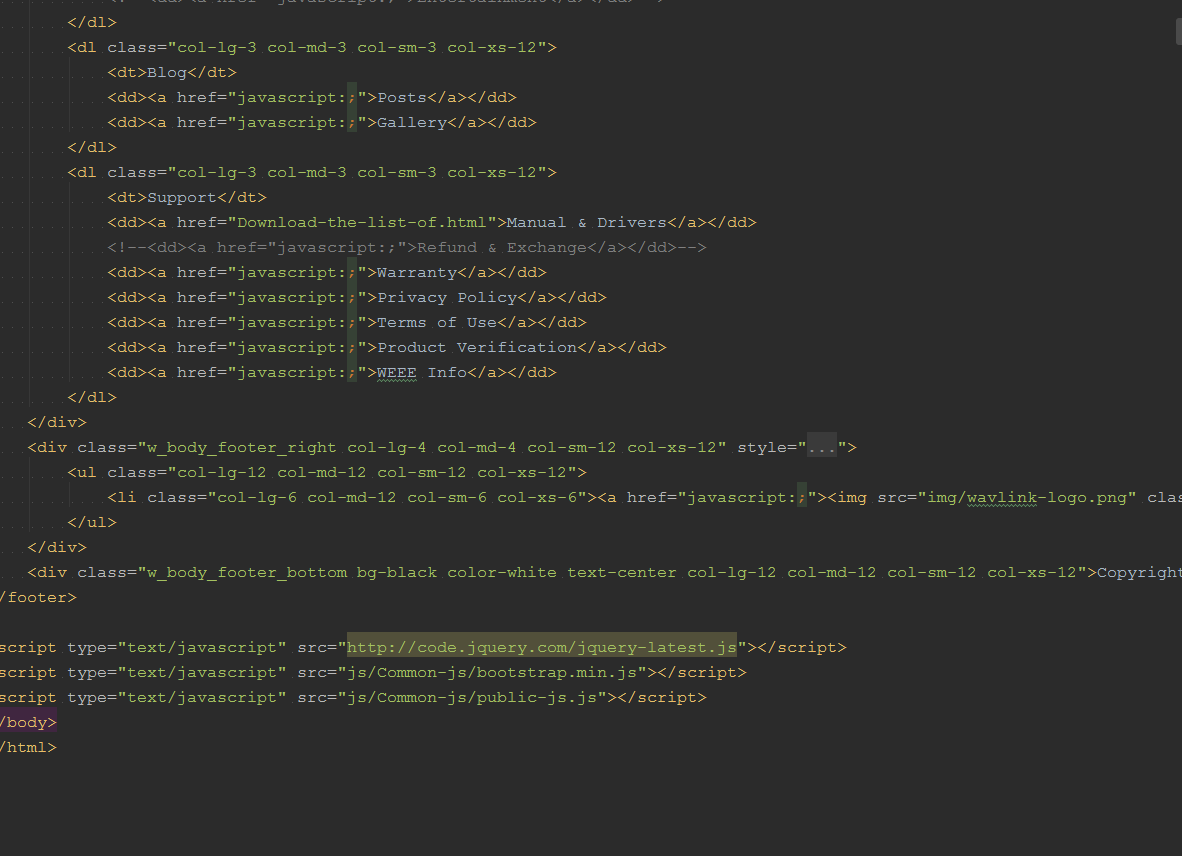 </dl>
<dl class="col-lg-3 col-md-3 col-sm-3 col-xs-12">
<dt>Blog</dt>
<dd><a href="javascript:;">Posts</a></dd>
<dd><a href="javascript:;">Gallery</a></dd>
</dl>
<dl class="col-lg-3 col-md-3 col-sm-3 col-xs-12">
<dt>Support</dt>
<dd><a href="Download-the-list-of.html">Manual & Drivers</a></dd>
<!--<dd><a href="javascript:;">Refund & Exchange</a></dd>-->
<dd><a href="javascript:;">Warranty</a></dd>
<dd><a href="javascript:;">Privacy Policy</a></dd>
<dd><a href="javascript:;">Terms of Use</a></dd>
<dd><a href="javascript:;">Product Verification</a></dd>
<dd><a href="javascript:;">WEEE Info</a></dd>
</dl>
</div>
<div class="w_body_footer_right col-lg-4 col-md-4 col-sm-12 col-xs-12" style="...">
<ul class="col-lg-12 col-md-12 col-sm-12 col-xs-12">
<li class="col-lg-6 col-md-12 col-sm-6 col-xs-6"><a href="javascript:;"><img src="img/wavlink-logo.png" clas
</ul>
</div>
<div class="w_body_footer_bottom bg-black color-white text-center col-lg-12 col-md-12 col-sm-12 col-xs-12">Copyright
/footer>
script type="text/javascript" src="http://code.jquery.com/jquery-latest.js"></script>
script type="text/javascript" src="js/Common-js/bootstrap.min.js"></script>
script type="text/javascript" src="js/Common-js/public-js.js"></script>
/body>
/html>